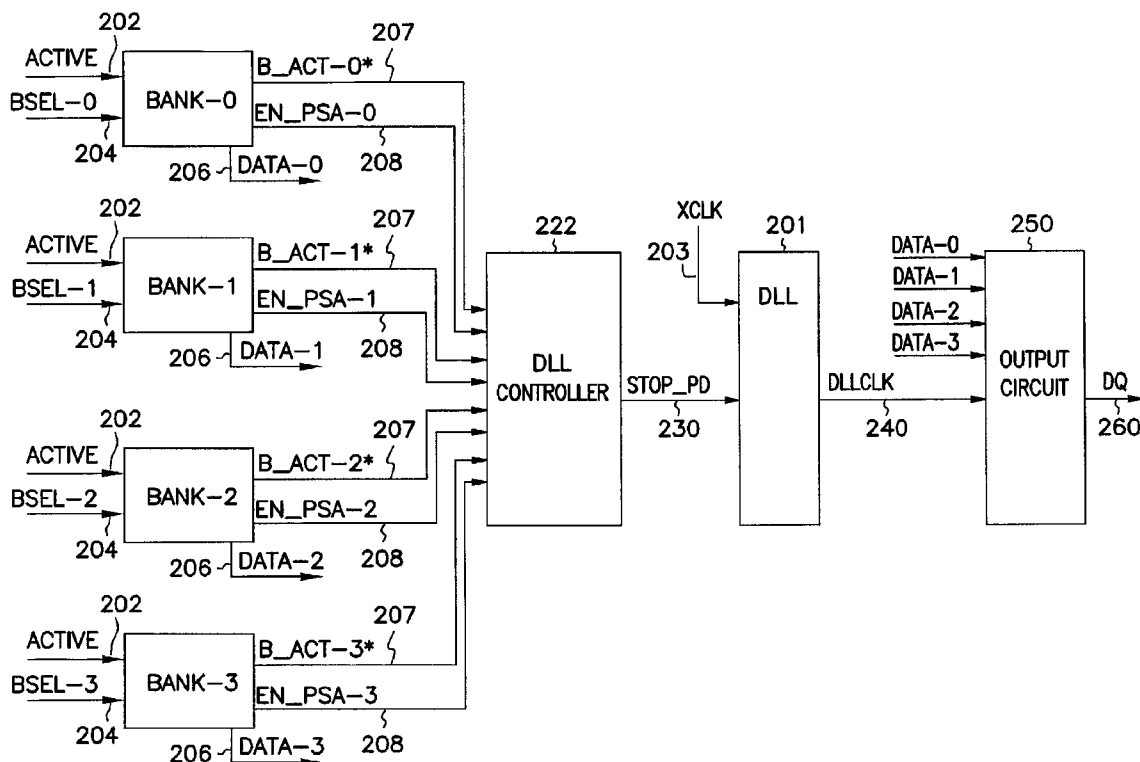 202
ACTIVE
BSEL-0
204
BANK-0
B_ACT-0*
207
EN_PSA-0
208
206
DATA-0
202
ACTIVE
BSEL-1
204
BANK-1
B_ACT-1*
207
EN_PSA-1
208
206
DATA-1
202
ACTIVE
BSEL-2
204
BANK-2
B_ACT-2*
207
EN_PSA-2
208
206
DATA-2
202
ACTIVE
BSEL-3
204
BANK-3
B_ACT-3*
207
EN_PSA-3
208
206
DATA-3
222
DLL
CONTROLLER
STOP_PD
230
XCLK
203
201
DLL
DLLCLK
240
DATA-0
DATA-1
DATA-2
DATA-3
250
OUTPUT
CIRCUIT
DQ
260